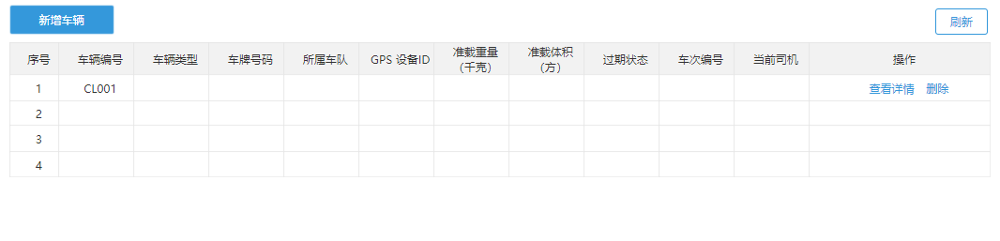 新增车辆
刷新
序号 车辆编号 车辆类型 车牌号码 所属车队 GPS 设备ID 准载重量（千克） 准载体积（方） 过期状态 车次编号 当前司机 操作
1 CL001 查看详情 删除
2
3
4